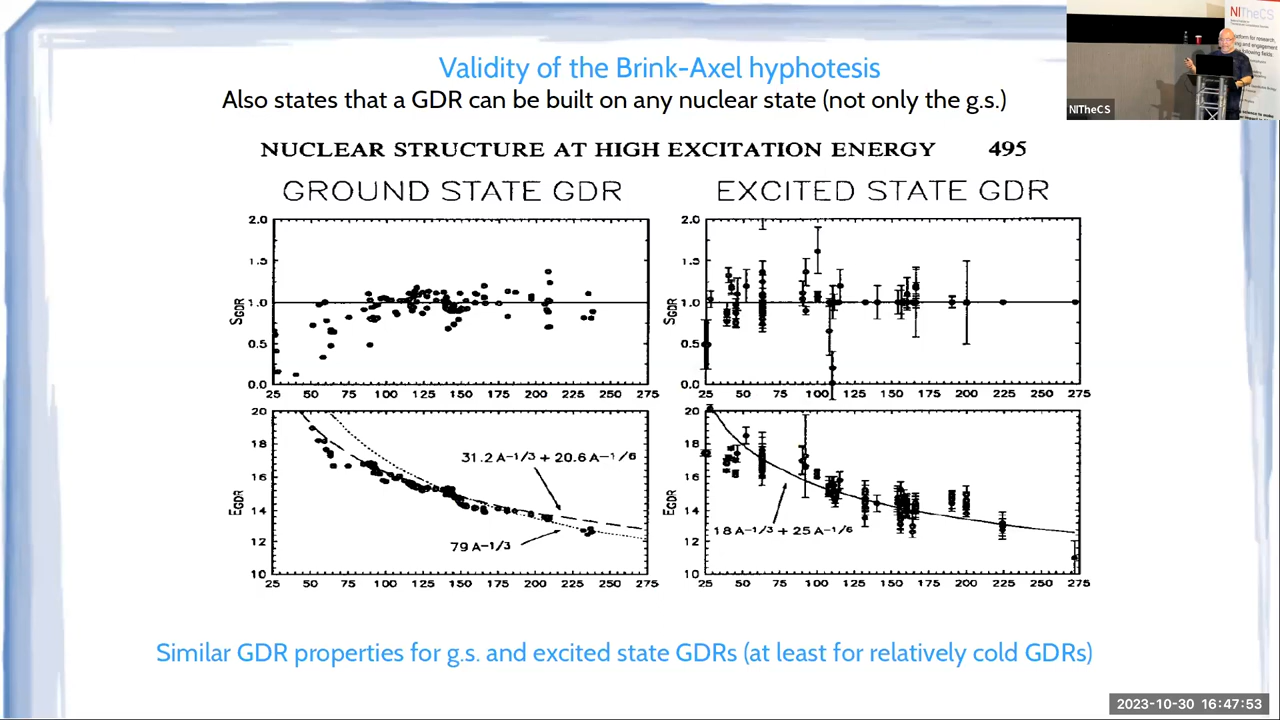 Validity of the Brink-Axel hyphotesis
Also states that a GDR can be built on any nuclear state (not only the g.s.)
NUCLEAR STRUCTURE AT HIGH EXCITATION ENERGY 495
GROUND STATE GDR
EXCITED STATE GDR
2.0
1.5
1.0
0.5
0.0
SGDR
25 50 75 100 125 150 175 200 225 250 275
2.0
1.5
1.0
0.5
0.0
SGDR
25 50 75 100 125 150 175 200 225 250 275
20
18
16
14
12
10
EGDR
31.2 A-1/3 + 20.6 A-1/6
79 A-1/3
25 50 75 100 125 150 175 200 225 250 275
20
18
16
14
12
10
EGDR
18 A-1/3 + 25 A-1/6
25 50 75 100 125 150 175 200 225 250 275
Similar GDR properties for g.s. and excited state GDRs (at least for relatively cold GDRs)
NITheCS
NITheCS
2023-10-30 16:47:53